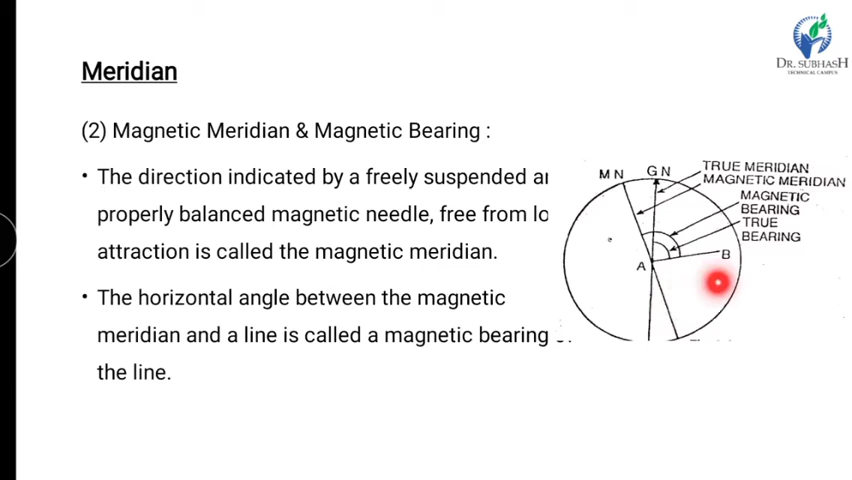 DR. SUBHASH
TECHNICAL CAMPUS
Meridian
(2) Magnetic Meridian & Magnetic Bearing :
• The direction indicated by a freely suspended
properly balanced magnetic needle, free from
attraction is called the magnetic meridian.
• The horizontal angle between the magnetic
meridian and a line is called a magnetic bearing
the line.
M N
G N
TRUE MERIDIAN
MAGNETIC MERIDIAN
MAGNETIC
BEARING
TRUE
BEARING
A
B